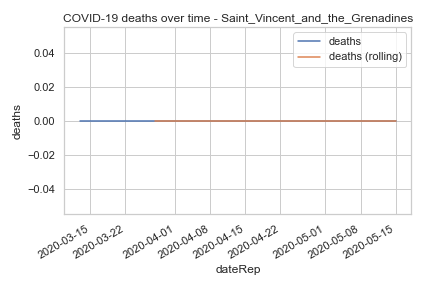 COVID-19 deaths over time - Saint_Vincent_and_the_Grenadines
deaths
deaths (rolling)
0.04
0.02
0.00
−0.02
−0.04
deaths
2020-03-15
2020-03-22
2020-04-01
2020-04-08
2020-04-15
2020-04-22
2020-05-01
2020-05-08
2020-05-15
dateRep